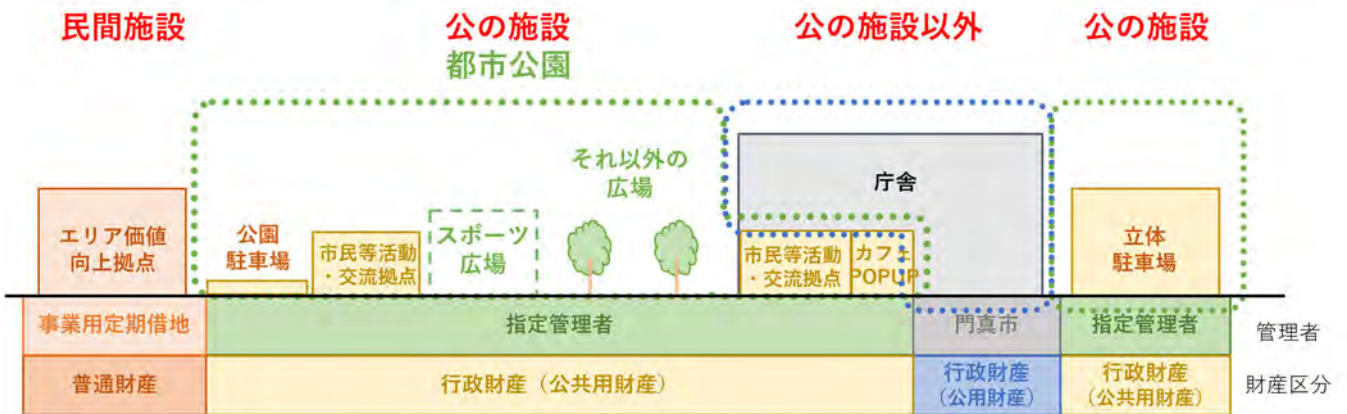 民間施設
公の施設
公の施設以外
公の施設
都市公園
それ以外の
広場
庁舎
エリア価値
向上拠点
公園
駐車場
市民等活動
・交流拠点
スポーツ
広場
市民等活動
・交流拠点
カフェ
POPUP
立体
駐車場
事業用定期借地
指定管理者
門真市
指定管理者
管理者
普通財産
行政財産（公共用財産）
行政財産
（公用財産）
行政財産
（公共用財産）
財産区分